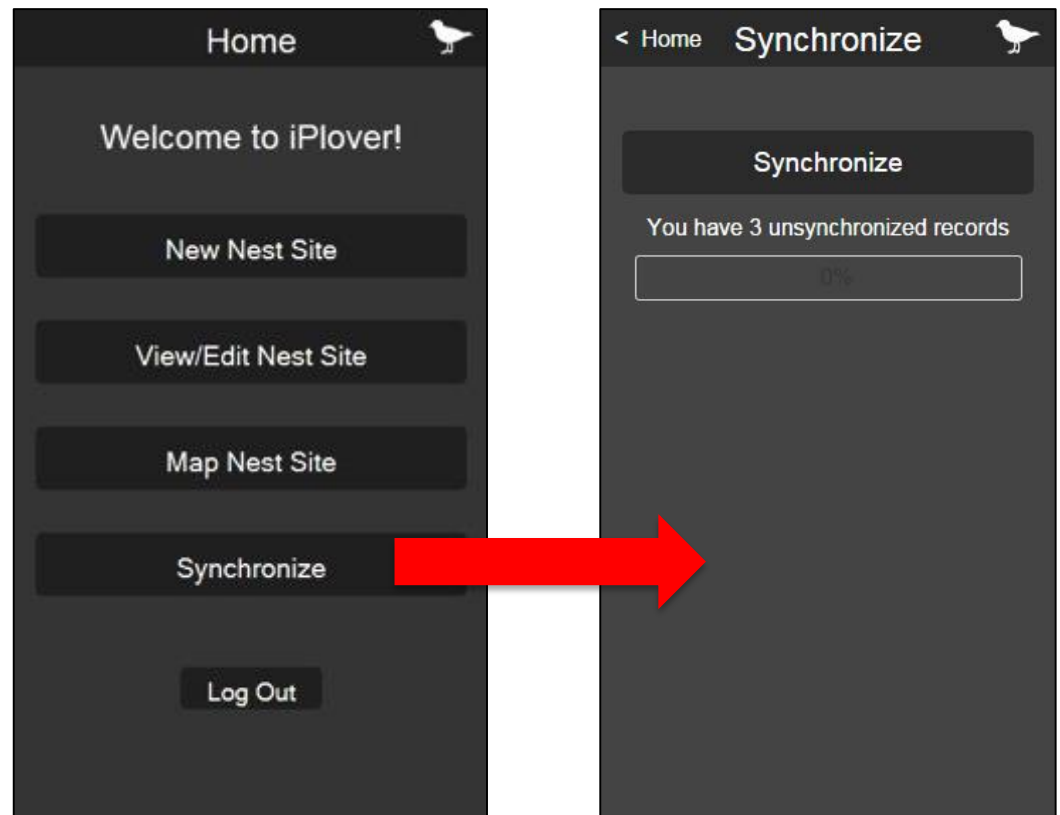 Home
Welcome to iPlover!
New Nest Site
View/Edit Nest Site
Map Nest Site
Synchronize
Log Out
< Home Synchronize
Synchronize
You have 3 unsynchronized records
0%